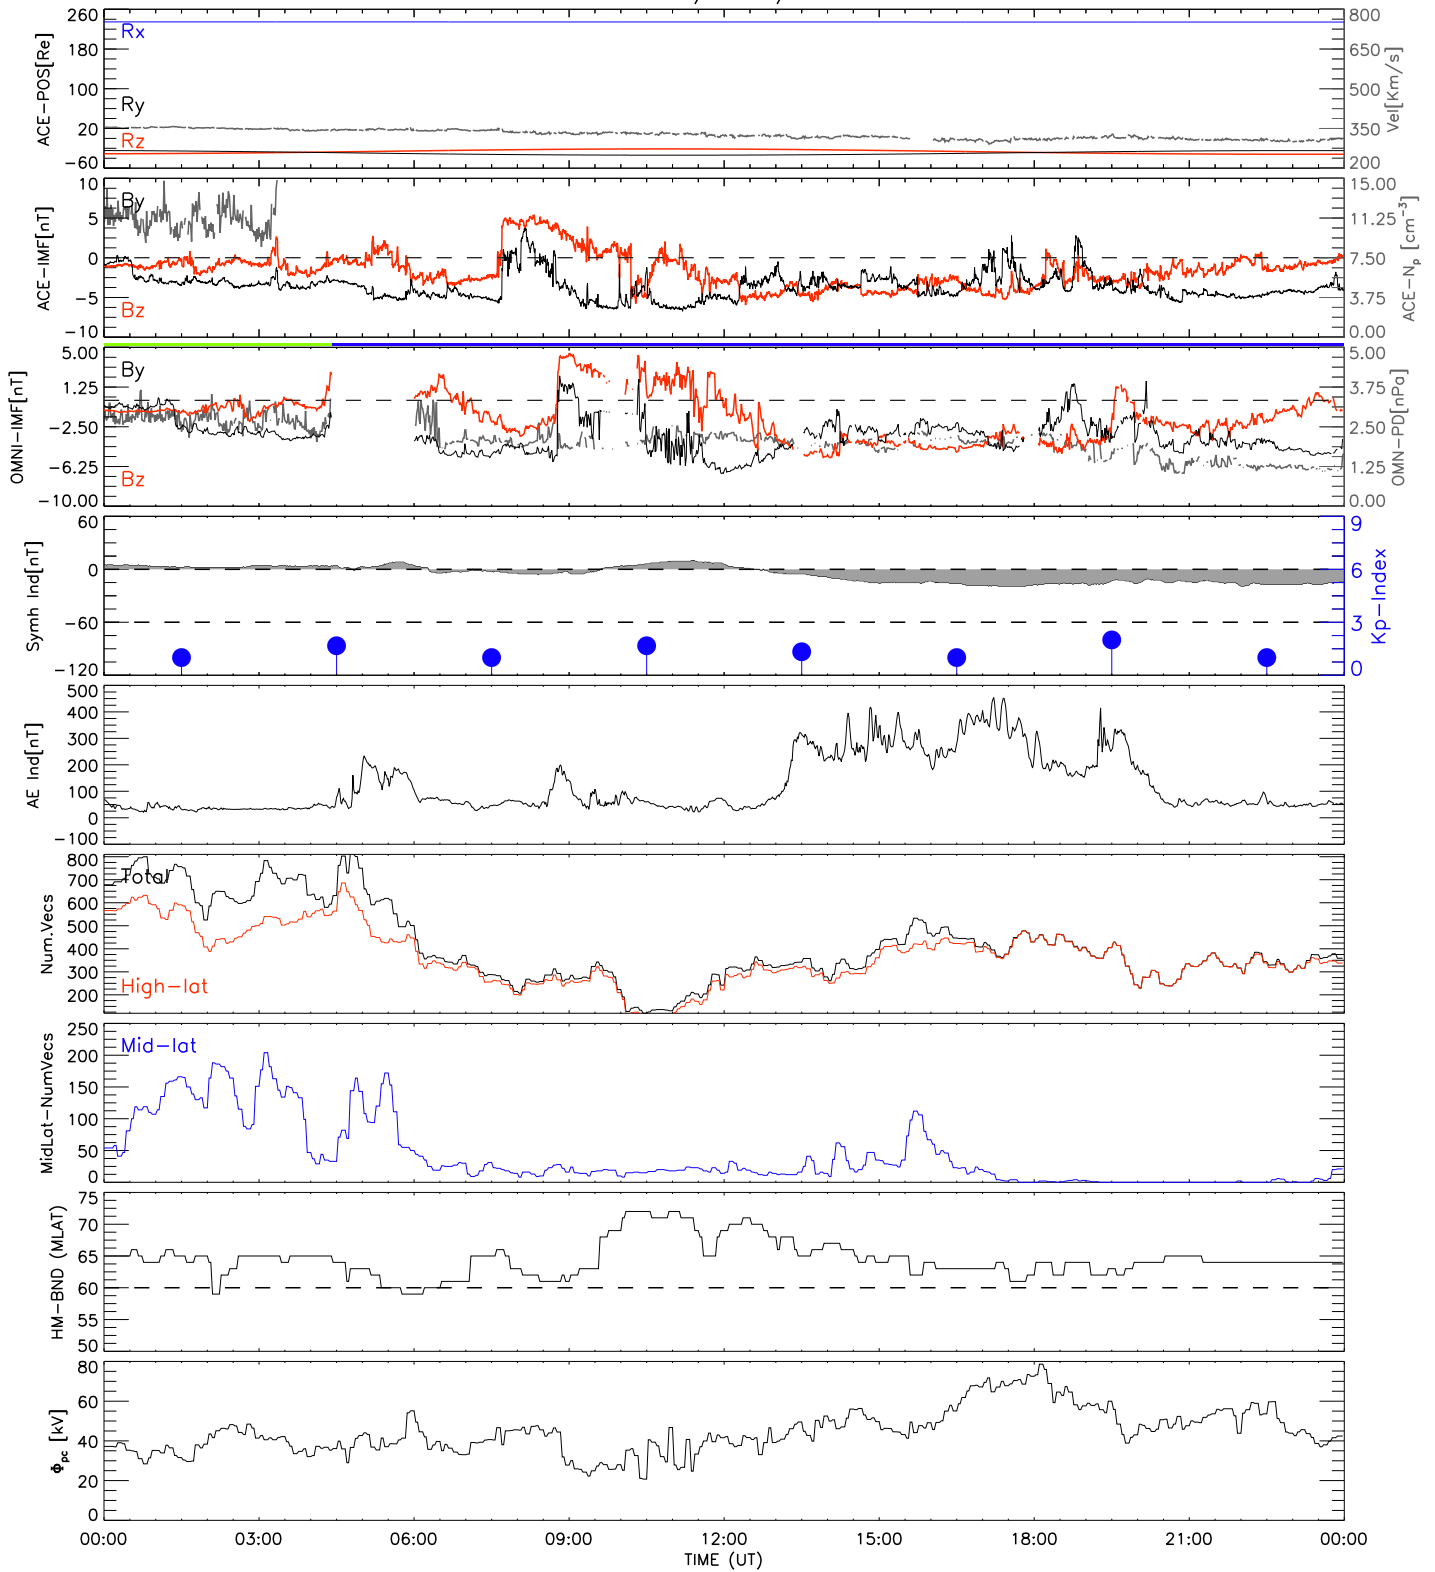 260
180
100
20
-60
ACE-POS[Re]
Rx
Ry
Rz
800
650
500
350
200
Vel[Km/s]
10
5
0
-5
-10
ACE-IMF[nT]
By
Bz
15.00
11.25
7.50
3.75
0.00
ACE-Np [cm-3]
5.00
1.25
-2.50
-6.25
-10.00
OMNI-IMF[nT]
By
Bz
5.00
3.75
2.50
1.25
0.00
OMN-PD[nPa]
60
0
-60
-120
Symh Ind[nT]
9
6
3
0
Kp-Index
500
400
300
200
100
0
-100
AE Ind[nT]
800
700
600
500
400
300
200
Num.Vecs
Total
High-lat
250
200
150
100
50
0
MidLat-NumVecs
Mid-lat
75
70
65
60
55
50
HM-BND (MLAT)
80
60
40
20
0
Φpc [kV]
00:00 03:00 06:00 09:00 12:00 15:00 18:00 21:00 00:00
TIME (UT)